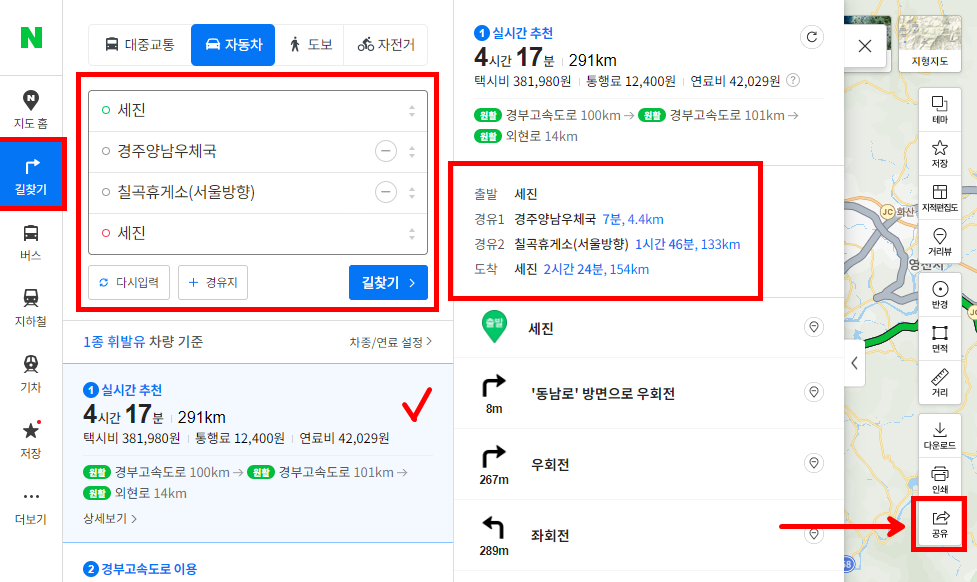 N
지도 홈
길찾기
버스
지하철
기차
저장
더보기
대중교통
자동차
도보
자전거
세진
경주양남우체국
칠곡휴게소(서울방향)
세진
다시입력
경유지
길찾기
1종 휘발유 차량 기준
차종/연료 설정
1 실시간 추천
4시간 17분 291km
택시비 381,980원 통행료 12,400원 연료비 42,029원
원활 경부고속도로 100km → 원활 경부고속도로 101km →
원활 외현로 14km
상세보기
2 경부고속도로 이용
1 실시간 추천
4시간 17분 291km
택시비 381,980원 통행료 12,400원 연료비 42,029원 ?
원활 경부고속도로 100km → 원활 경부고속도로 101km →
원활 외현로 14km
출발 세진
경유1 경주양남우체국 7분, 4.4km
경유2 칠곡휴게소(서울방향) 1시간 46분, 133km
도착 세진 2시간 24분, 154km
출발 세진
8m '동남로' 방면으로 우회전
267m 우회전
289m 좌회전
지형지도
테마
저장
지적편집도
거리뷰
반경
면적
거리
다운로드
인쇄
공유
JC 화산
영천시
JC
68